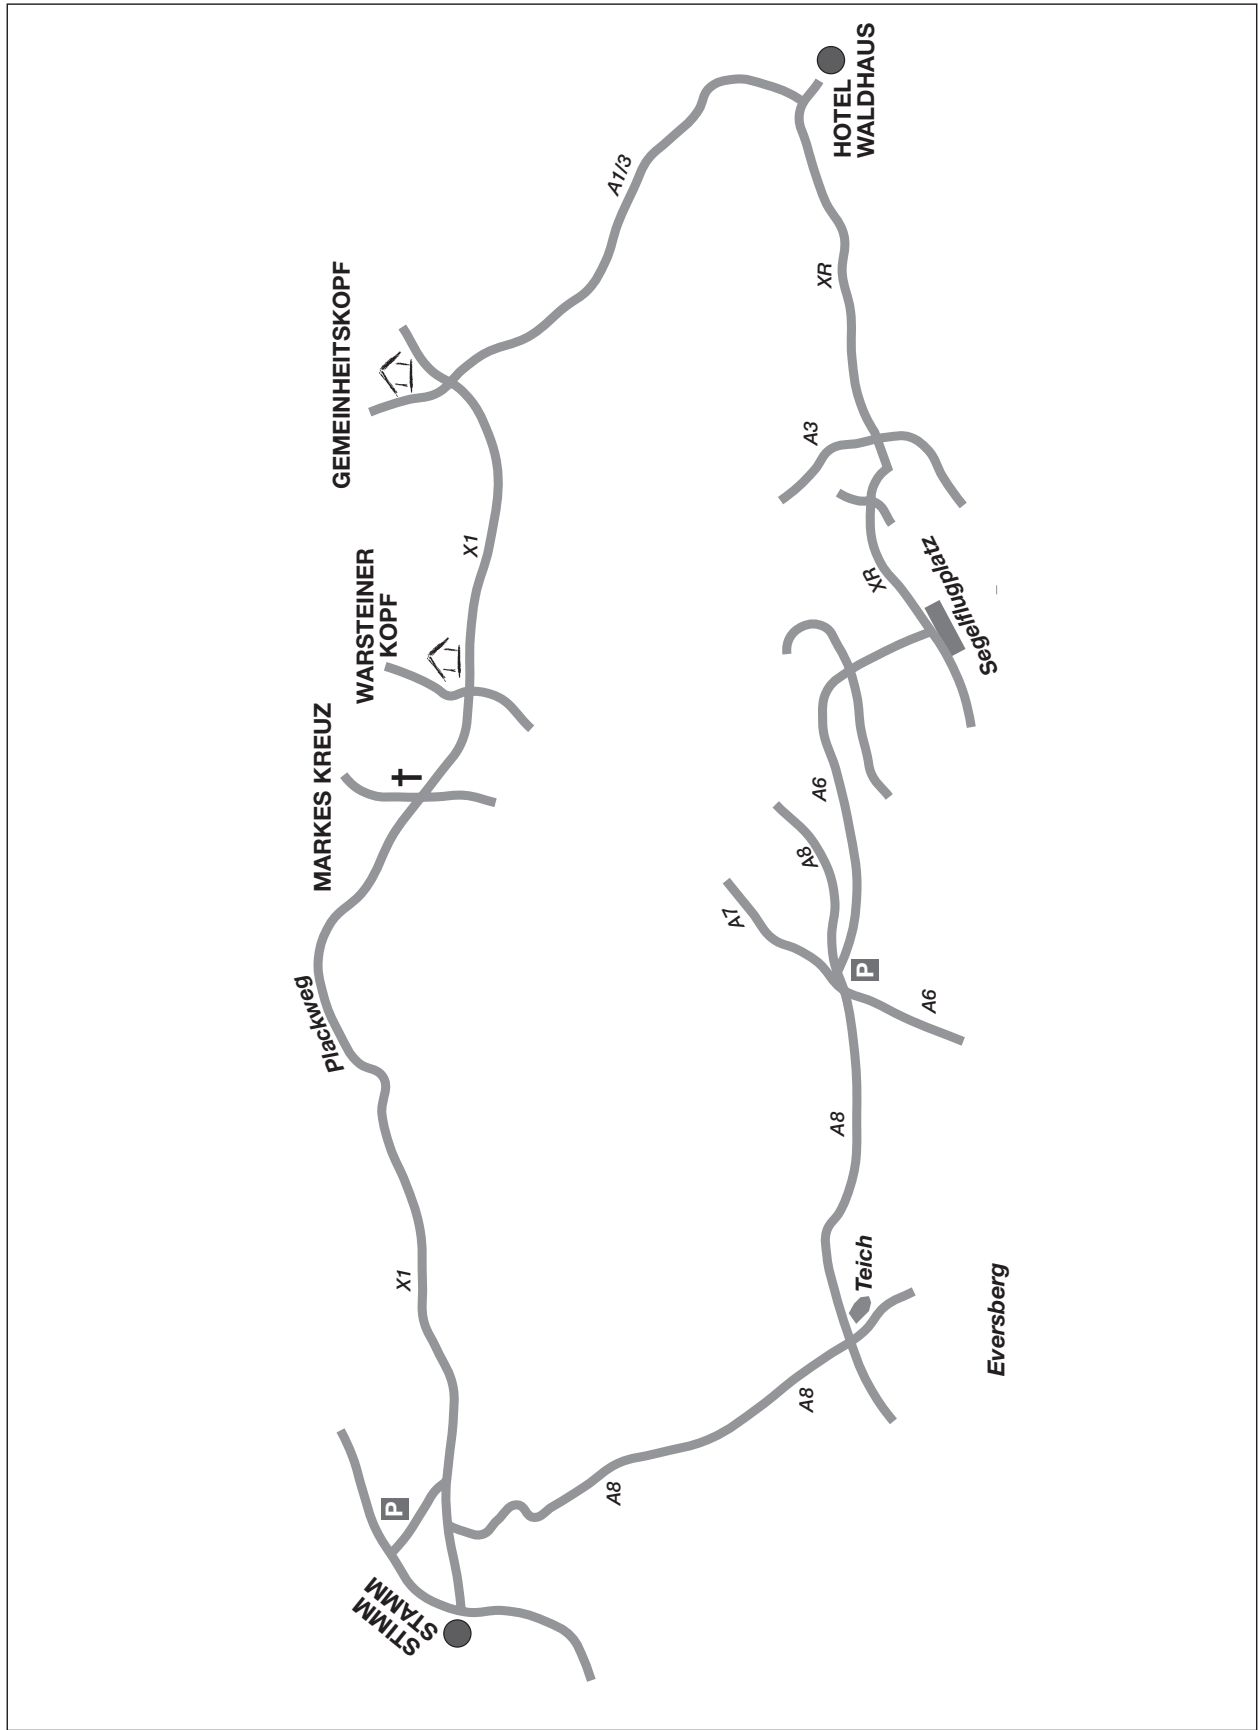 STIMM
STAMM
P
X1
Plackweg
MARKES KREUZ
WARSTEINER
KOPF
X1
GEMEINHEITSKOPF
A1/3
HOTEL
WALDHAUS
XR
A3
XR
Segelflugplatz
A6
A8
A7
P
A6
A8
Teich
Eversberg
A8
A8